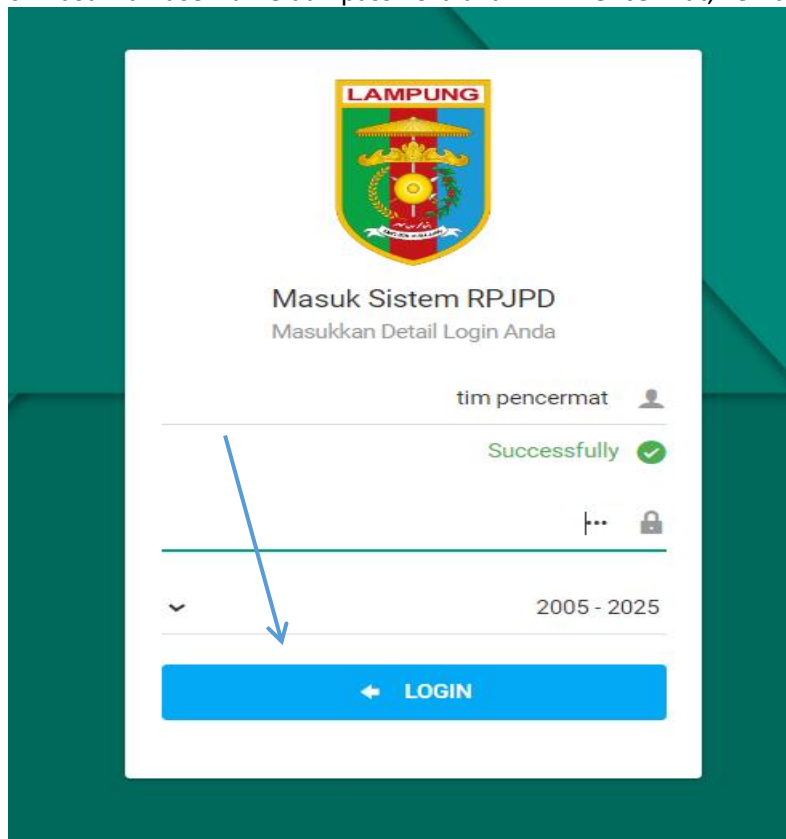 LAMPUNG
Masuk Sistem RPJPD
Masukkan Detail Login Anda
tim pencermat
Successfully
2005 - 2025
LOGIN